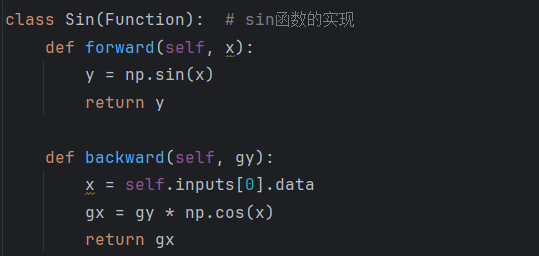 class Sin(Function):  # sin函数的实现
    def forward(self, x):
        y = np.sin(x)
        return y
    def backward(self, gy):
        x = self.inputs[0].data
        gx = gy * np.cos(x)
        return gx